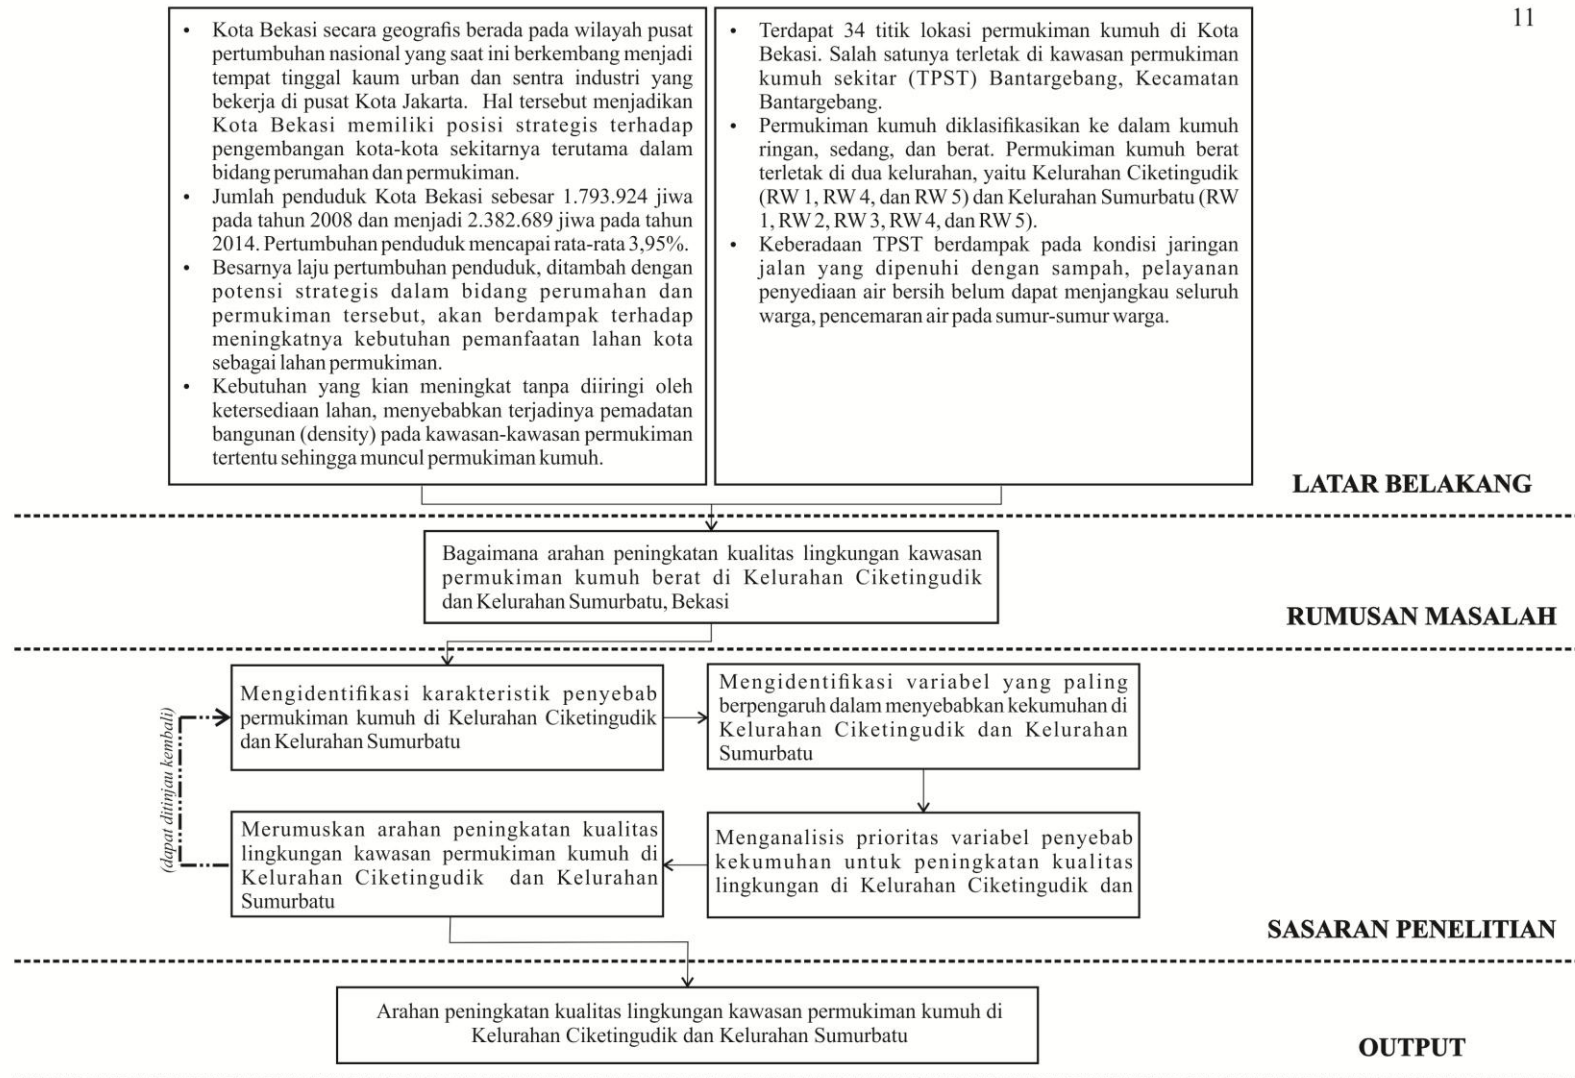 11
• Kota Bekasi secara geografis berada pada wilayah pusat
pertumbuhan nasional yang saat ini berkembang menjadi
tempat tinggal kaum urban dan sentra industri yang
bekerja di pusat Kota Jakarta. Hal tersebut menjadikan
Kota Bekasi memiliki posisi strategis terhadap
pengembangan kota-kota sekitarnya terutama dalam
bidang perumahan dan permukiman.
• Jumlah penduduk Kota Bekasi sebesar 1.793.924 jiwa
pada tahun 2008 dan menjadi 2.382.689 jiwa pada tahun
2014. Pertumbuhan penduduk mencapai rata-rata 3,95%.
• Besarnya laju pertumbuhan penduduk, ditambah dengan
potensi strategis dalam bidang perumahan dan
permukiman tersebut, akan berdampak terhadap
meningkatnya kebutuhan pemanfaatan lahan kota
sebagai lahan permukiman.
• Kebutuhan yang kian meningkat tanpa diiringi oleh
ketersediaan lahan, menyebabkan terjadinya pemadatan
bangunan (density) pada kawasan-kawasan permukiman
tertentu sehingga muncul permukiman kumuh.
• Terdapat 34 titik lokasi permukiman kumuh di Kota
Bekasi. Salah satunya terletak di kawasan permukiman
kumuh sekitar (TPST) Bantargebang, Kecamatan
Bantargebang.
• Permukiman kumuh diklasifikasikan ke dalam kumuh
ringan, sedang, dan berat. Permukiman kumuh berat
terletak di dua kelurahan, yaitu Kelurahan Ciketingudik
(RW 1, RW 4, dan RW 5) dan Kelurahan Sumurbatu (RW
1, RW 2, RW 3, RW 4, dan RW 5).
• Keberadaan TPST berdampak pada kondisi jaringan
jalan yang dipenuhi dengan sampah, pelayanan
penyediaan air bersih belum dapat menjangkau seluruh
warga, pencemaran air pada sumur-sumur warga.
LATAR BELAKANG
Bagaimana arahan peningkatan kualitas lingkungan kawasan
permukiman kumuh berat di Kelurahan Ciketingudik
dan Kelurahan Sumurbatu, Bekasi
RUMUSAN MASALAH
Mengidentifikasi karakteristik penyebab
permukiman kumuh di Kelurahan Ciketingudik
dan Kelurahan Sumurbatu
Mengidentifikasi variabel yang paling
berpengaruh dalam menyebabkan kekumuhan di
Kelurahan Ciketingudik dan Kelurahan
Sumurbatu
(dapat ditinjau kembali)
Merumuskan arahan peningkatan kualitas
lingkungan kawasan permukiman kumuh di
Kelurahan Ciketingudik dan Kelurahan
Sumurbatu
Menganalisis prioritas variabel penyebab
kekumuhan untuk peningkatan kualitas
lingkungan di Kelurahan Ciketingudik dan
SASARAN PENELITIAN
Arahan peningkatan kualitas lingkungan kawasan permukiman kumuh di
Kelurahan Ciketingudik dan Kelurahan Sumurbatu
OUTPUT